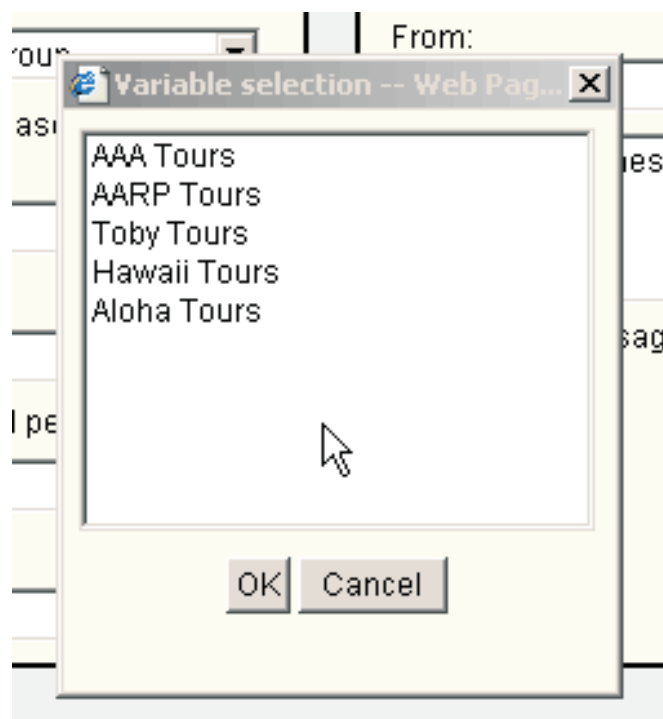 From:
Variable selection -- Web Pag...
AAA Tours
AARP Tours
Toby Tours
Hawaii Tours
Aloha Tours
OK Cancel